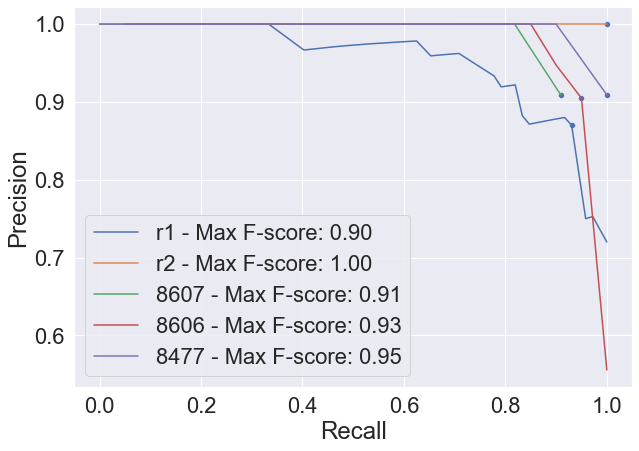 1.0
0.9
0.8
0.7
0.6
Precision
r1 - Max F-score: 0.90
r2 - Max F-score: 1.00
8607 - Max F-score: 0.91
8606 - Max F-score: 0.93
8477 - Max F-score: 0.95
0.0 0.2 0.4 0.6 0.8 1.0
Recall